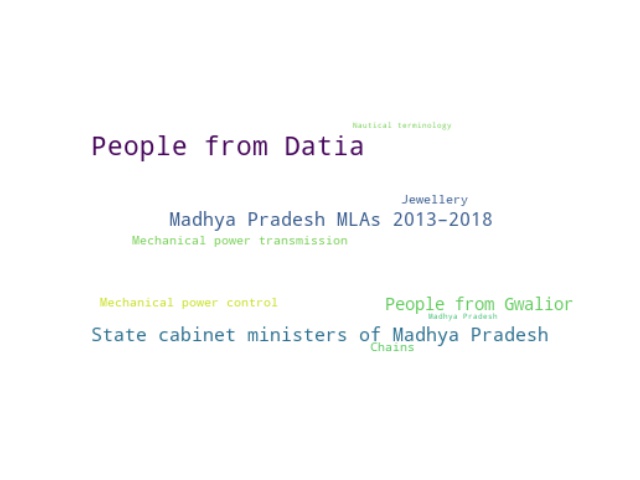 Nautical terminology
People from Datia
Jewellery
Madhya Pradesh MLAs 2013–2018
Mechanical power transmission
Mechanical power control
People from Gwalior
Madhya Pradesh
State cabinet ministers of Madhya Pradesh
Chains